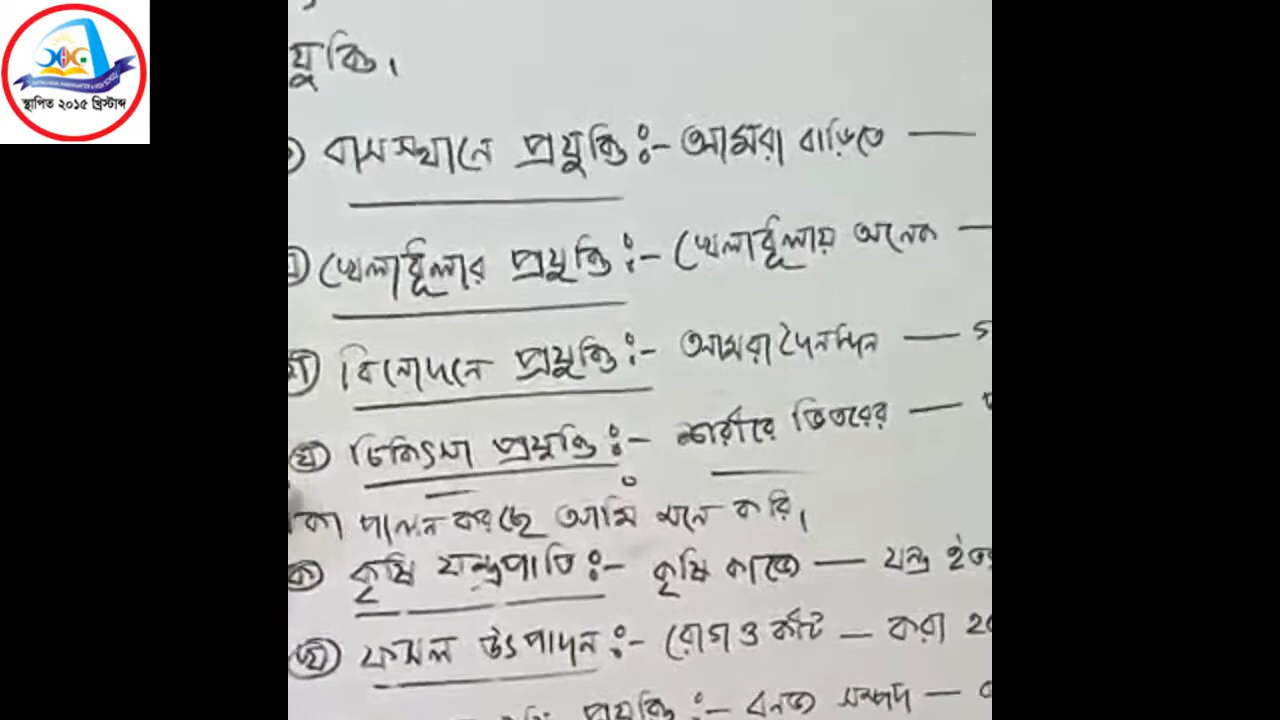 স্থাপিত ২০১৫ খ্রিস্টাব্দ
যুক্তি।
বাসস্থানে প্রযুক্তি ঃ- আমরা বাড়িতে —
খেলাধূলার প্রযুক্তি ঃ- খেলাধূলায় অনেক —
বিনোদনে প্রযুক্তি ঃ- আমরা দৈনন্দিন —
ঘ) চিকিৎসা প্রযুক্তি ঃ- শরীরে ভিতরের —
পালন করছে আমি মনে করি।
ক) কৃষি যন্ত্রপাতি ঃ- কৃষি কাজে — যন্ত্র
খ) ফসল উৎপাদন ঃ- রোগ ও কীট — করা
প্রযুক্তি ঃ- বনজ সম্পদ —